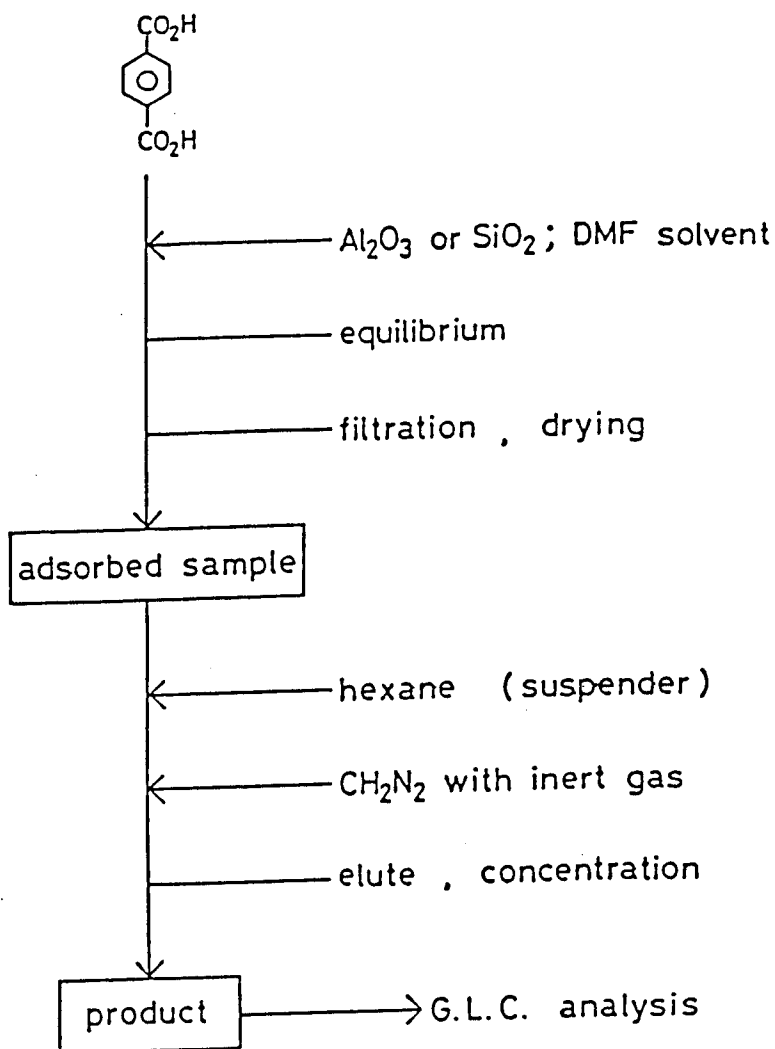 CO₂H
CO₂H
Al₂O₃ or SiO₂; DMF solvent
equilibrium
filtration , drying
adsorbed sample
hexane (suspender)
CH₂N₂ with inert gas
elute , concentration
product
G.L.C. analysis